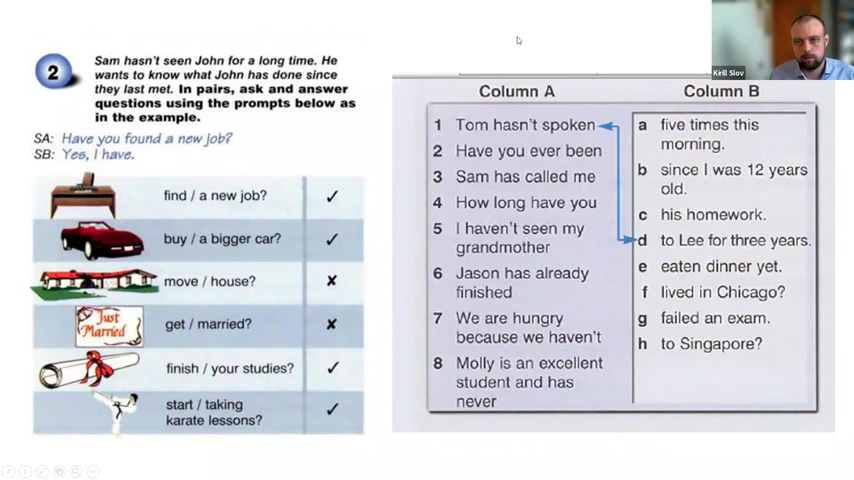 Kirill Slov
2
Sam hasn't seen John for a long time. He
wants to know what John has done since
they last met. In pairs, ask and answer
questions using the prompts below as
in the example.
SA: Have you found a new job?
SB: Yes, I have.
find / a new job? ✓
buy / a bigger car? ✓
move / house? ✘
Just
Married
get / married? ✘
finish / your studies? ✓
start / taking
karate lessons? ✓
Column A
1 Tom hasn't spoken
2 Have you ever been
3 Sam has called me
4 How long have you
5 I haven't seen my
grandmother
6 Jason has already
finished
7 We are hungry
because we haven't
8 Molly is an excellent
student and has
never
Column B
a five times this
morning.
b since I was 12 years
old.
c his homework.
d to Lee for three years.
e eaten dinner yet.
f lived in Chicago?
g failed an exam.
h to Singapore?